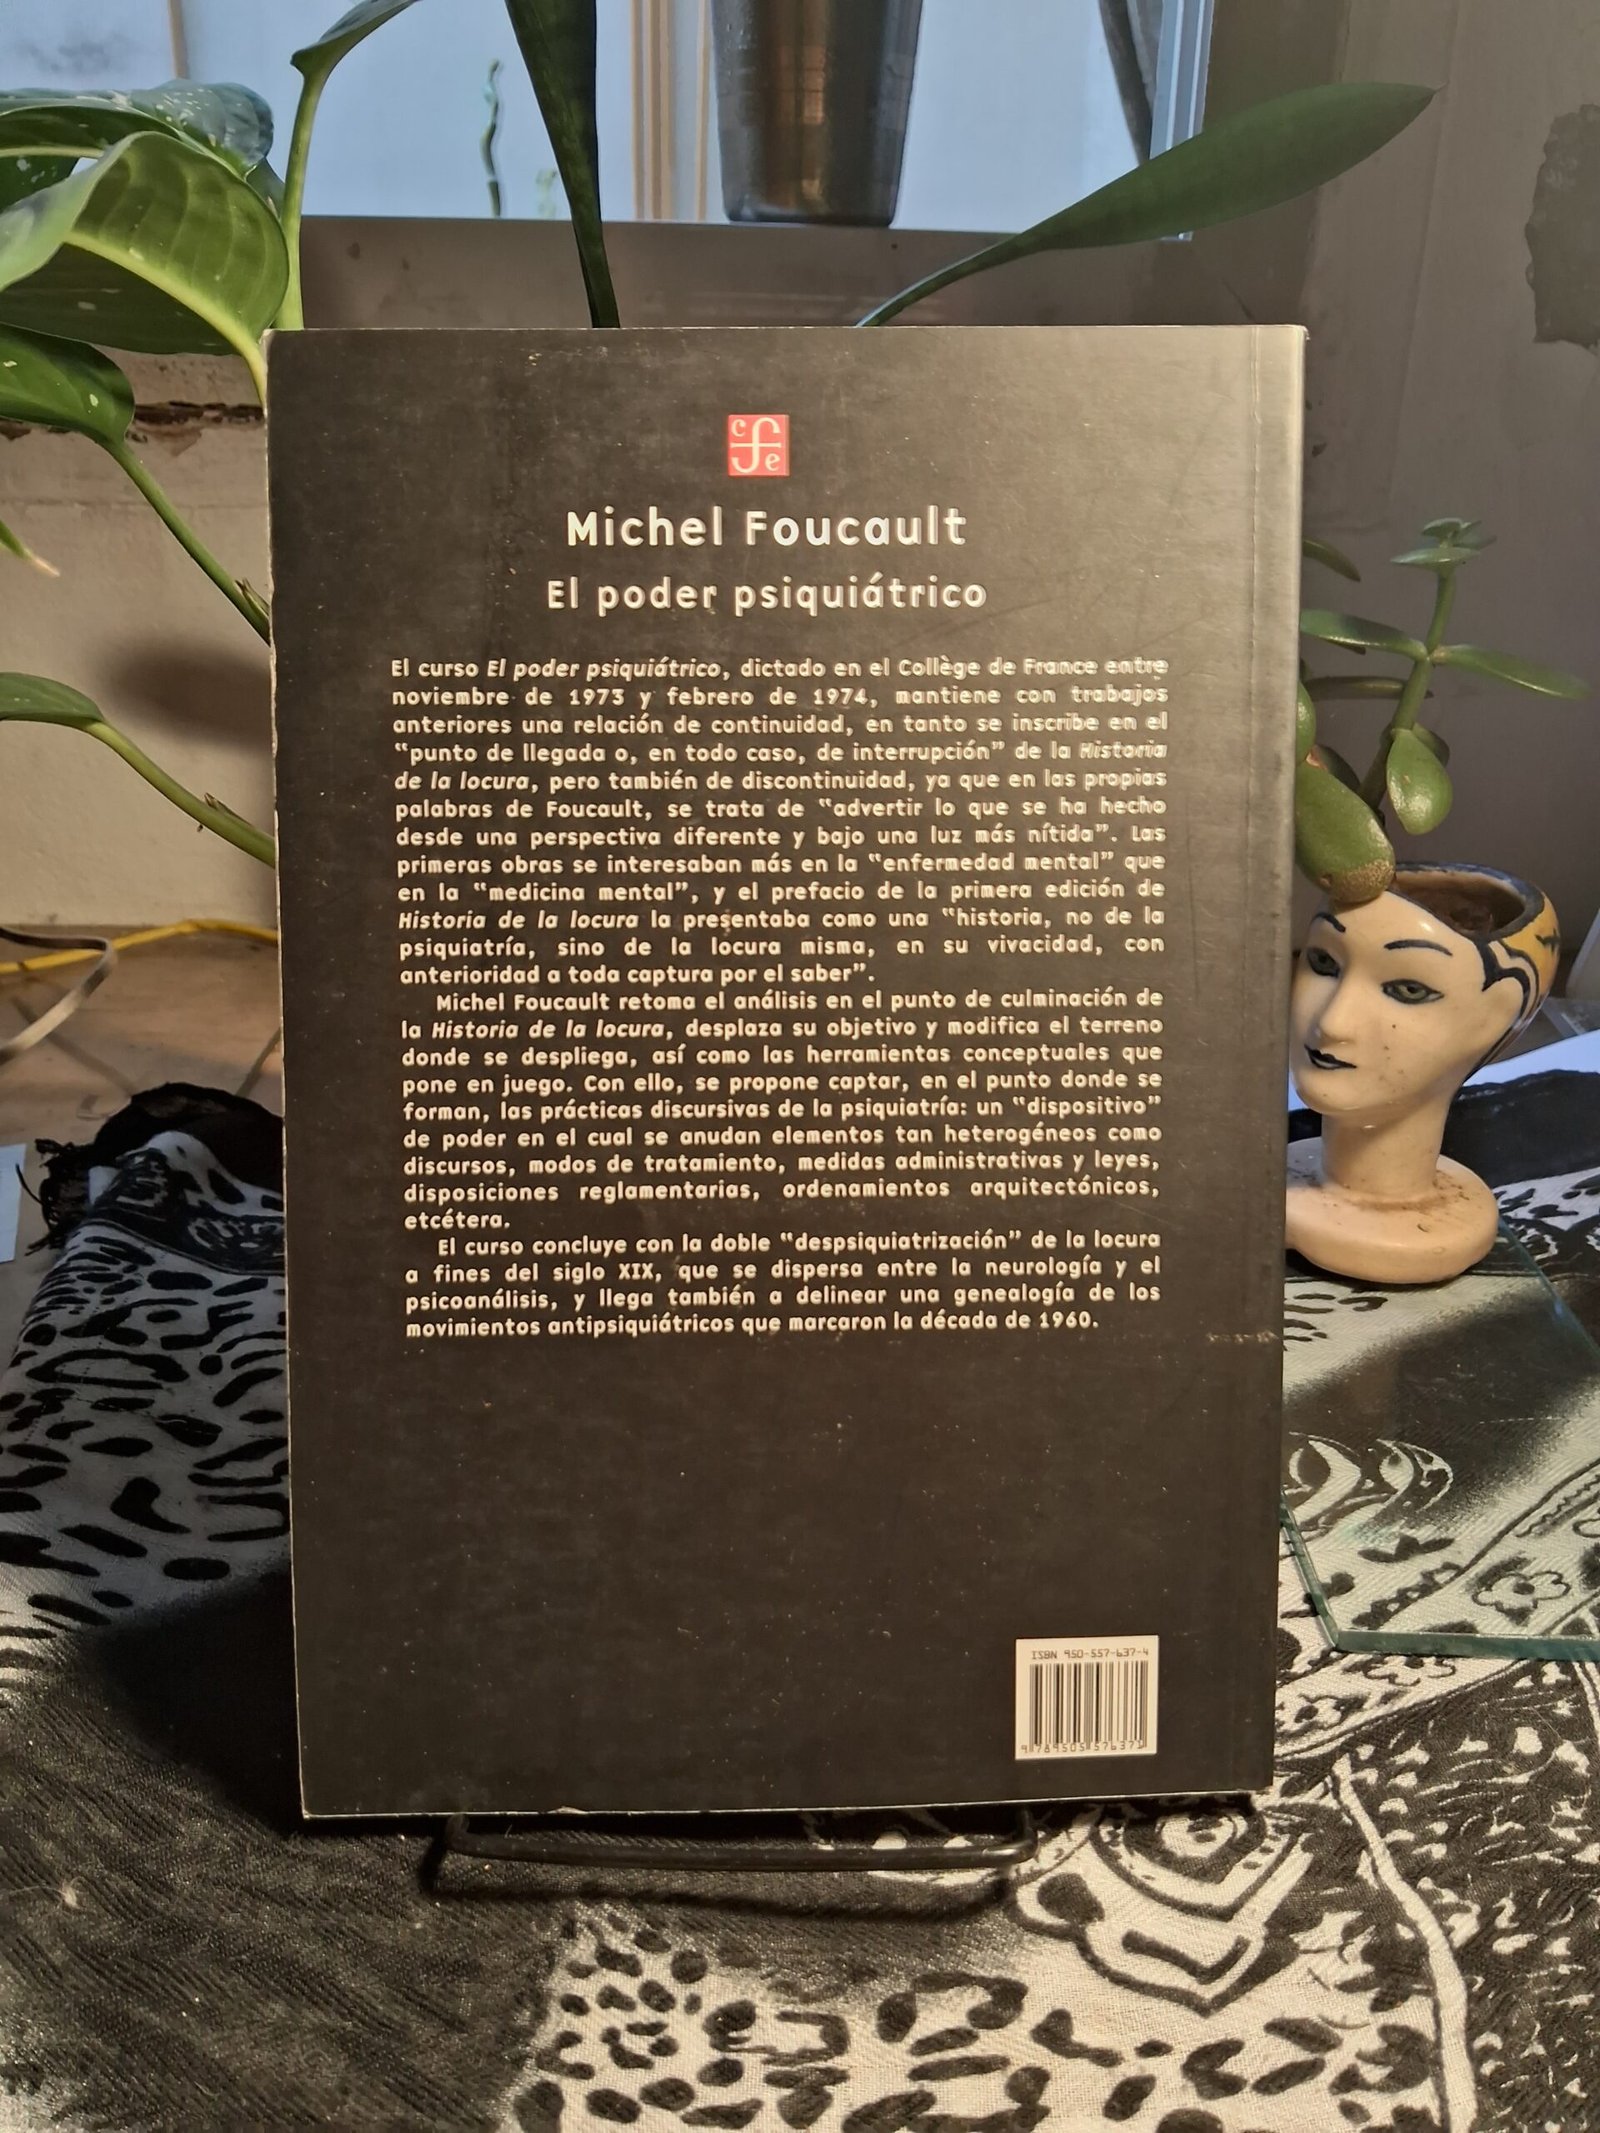 cfe
Michel Foucault
El poder psiquiátrico
El curso El poder psiquiátrico, dictado en el Collège de France entre
noviembre de 1973 y febrero de 1974, mantiene con trabajos
anteriores una relación de continuidad, en tanto se inscribe en el
“punto de llegada o, en todo caso, de interrupción” de la Historia
de la locura, pero también de discontinuidad, ya que en las propias
palabras de Foucault, se trata de “advertir lo que se ha hecho
desde una perspectiva diferente y bajo una luz más nítida”. Las
primeras obras se interesaban más en la “enfermedad mental” que
en la “medicina mental”, y el prefacio de la primera edición de
Historia de la locura la presentaba como una “historia, no de la
psiquiatría, sino de la locura misma, en su vivacidad, con
anterioridad a toda captura por el saber”.
Michel Foucault retoma el análisis en el punto de culminación de
la Historia de la locura, desplaza su objetivo y modifica el terreno
donde se despliega, así como las herramientas conceptuales que
pone en juego. Con ello, se propone captar, en el punto donde se
forman, las prácticas discursivas de la psiquiatría: un “dispositivo”
de poder en el cual se anudan elementos tan heterogéneos como
discursos, modos de tratamiento, medidas administrativas y leyes,
disposiciones reglamentarias, ordenamientos arquitectónicos,
etcétera.
El curso concluye con la doble “despsiquiatrización” de la locura
a fines del siglo XIX, que se dispersa entre la neurología y el
psicoanálisis, y llega también a delinear una genealogía de los
movimientos antipsiquiátricos que marcaron la década de 1960.
ISBN 950-557-637-4
9 789505 576371